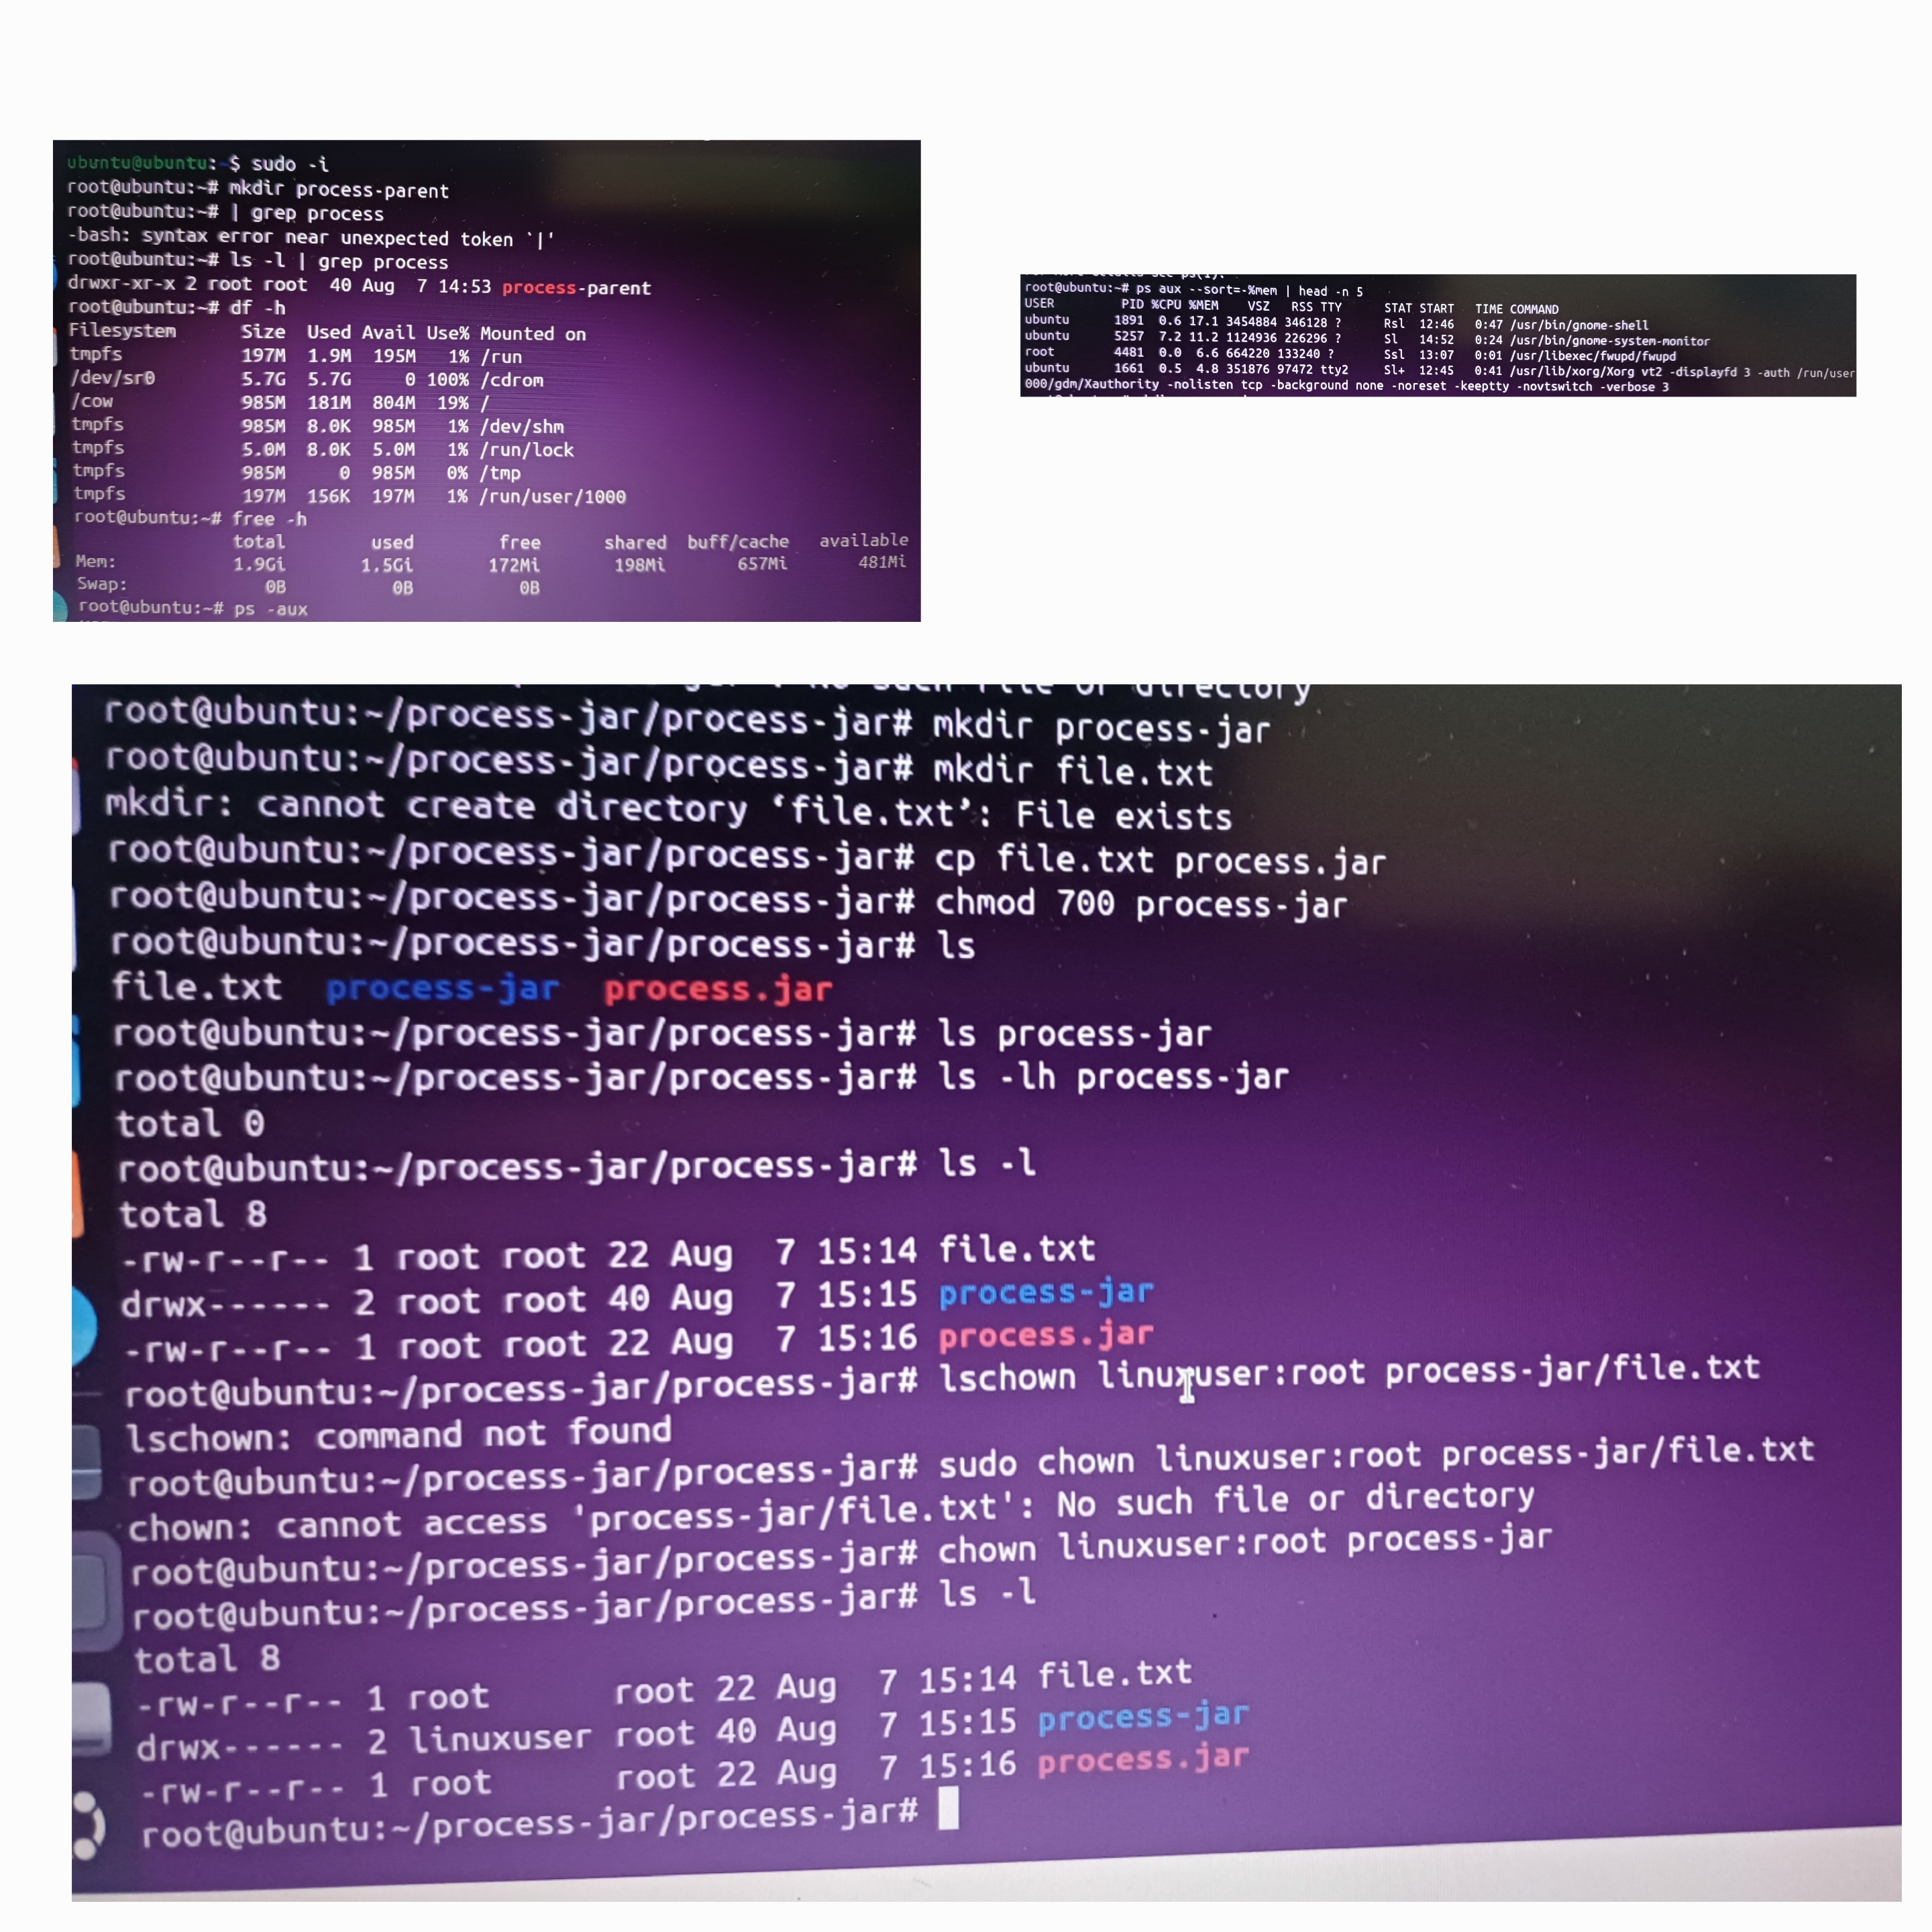 ubuntu@ubuntu:~$ sudo -i
root@ubuntu:~# mkdir process-parent
root@ubuntu:~# | grep process
-bash: syntax error near unexpected token `|'
root@ubuntu:~# ls -l | grep process
drwxr-xr-x 2 root root  40 Aug  7 14:53 process-parent
root@ubuntu:~# df -h
Filesystem      Size  Used Avail Use% Mounted on
tmpfs           197M  1.9M  195M   1% /run
/dev/sr0        5.7G  5.7G     0 100% /cdrom
/cow            985M  181M  804M  19% /
tmpfs           985M  8.0K  985M   1% /dev/shm
tmpfs           5.0M  8.0K  5.0M   1% /run/lock
tmpfs           985M     0  985M   0% /tmp
tmpfs           197M  156K  197M   1% /run/user/1000
root@ubuntu:~# free -h
total        used        free      shared  buff/cache   available
Mem:           1.9Gi       1.5Gi       172Mi       198Mi       657Mi       481Mi
Swap:             0B          0B          0B
root@ubuntu:~# ps -aux
root@ubuntu:~# ps aux --sort=-%mem | head -n 5
USER         PID %CPU %MEM    VSZ   RSS TTY      STAT START   TIME COMMAND
ubuntu      1891  0.6 17.1 3454884 346128 ?      Rsl  12:46   0:47 /usr/bin/gnome-shell
ubuntu      5257  7.2 11.2 1124936 226296 ?      Sl   14:52   0:24 /usr/bin/gnome-system-monitor
root        4481  0.0  6.6 664220 133240 ?       Ssl  13:07   0:01 /usr/libexec/fwupd/fwupd
ubuntu      1661  0.5  4.8 351876 97472 tty2     Sl+  12:45   0:41 /usr/lib/xorg/Xorg vt2 -displayfd 3 -auth /run/user
000/gdm/Xauthority -nolisten tcp -background none -noreset -keeptty -novtswitch -verbose 3
No such file or directory
root@ubuntu:~/process-jar/process-jar# mkdir process-jar
root@ubuntu:~/process-jar/process-jar# mkdir file.txt
mkdir: cannot create directory ‘file.txt’: File exists
root@ubuntu:~/process-jar/process-jar# cp file.txt process.jar
root@ubuntu:~/process-jar/process-jar# chmod 700 process-jar
root@ubuntu:~/process-jar/process-jar# ls
file.txt  process-jar  process.jar
root@ubuntu:~/process-jar/process-jar# ls process-jar
root@ubuntu:~/process-jar/process-jar# ls -lh process-jar
total 0
root@ubuntu:~/process-jar/process-jar# ls -l
total 8
-rw-r--r-- 1 root root 22 Aug  7 15:14 file.txt
drwx------ 2 root root 40 Aug  7 15:15 process-jar
-rw-r--r-- 1 root root 22 Aug  7 15:16 process.jar
root@ubuntu:~/process-jar/process-jar# lschown linuxuser:root process-jar/file.txt
lschown: command not found
root@ubuntu:~/process-jar/process-jar# sudo chown linuxuser:root process-jar/file.txt
chown: cannot access 'process-jar/file.txt': No such file or directory
root@ubuntu:~/process-jar/process-jar# chown linuxuser:root process-jar
root@ubuntu:~/process-jar/process-jar# ls -l
total 8
-rw-r--r-- 1 root      root 22 Aug  7 15:14 file.txt
drwx------ 2 linuxuser root 40 Aug  7 15:15 process-jar
-rw-r--r-- 1 root      root 22 Aug  7 15:16 process.jar
root@ubuntu:~/process-jar/process-jar#